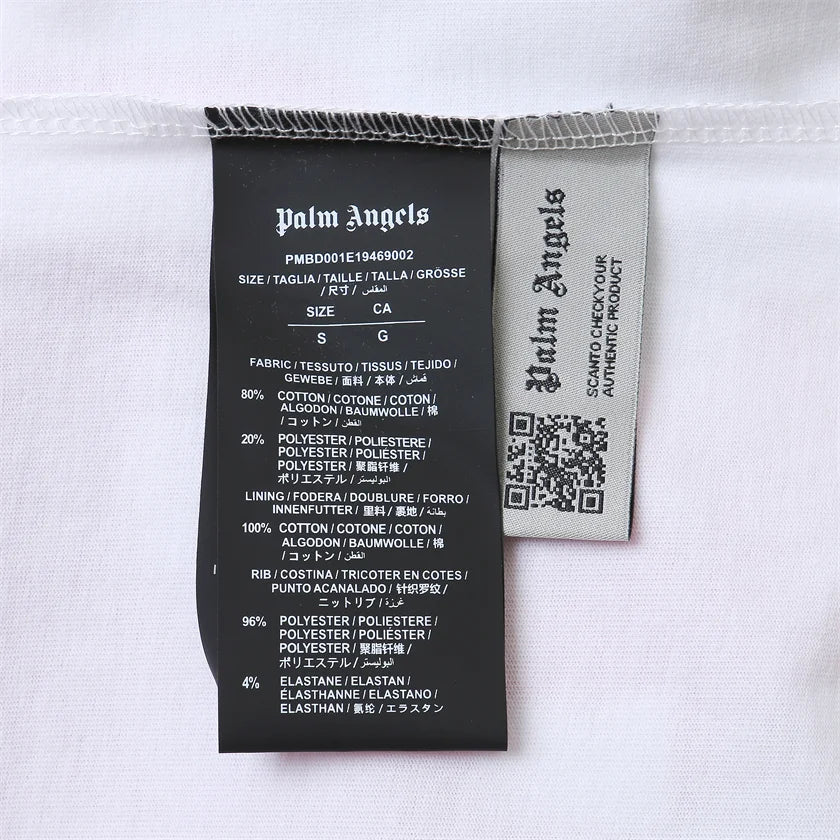 Palm Angels
PMBD001E19469002
SIZE / TAGLIA / TAILLE / TALLA / GRÖSSE
/ 尺寸 / المقاس
SIZE CA
S G
FABRIC / TESSUTO / TISSUS / TEJIDO /
GEWEBE / 面料 / 本体 / قماش
80% COTTON / COTONE / COTON /
ALGODON / BAUMWOLLE / 棉
/ コットン / القطن
20% POLYESTER / POLIESTERE /
POLYESTER / POLIÉSTER /
POLYESTER / 聚脂纤维 /
ポリエステル / البوليستر
LINING / FODERA / DOUBLURE / FORRO /
INNENFUTTER / 里料 / 裏地 / بطانة
100% COTTON / COTONE / COTON /
ALGODON / BAUMWOLLE / 棉
/ コットン / القطن
RIB / COSTINA / TRICOTER EN COTES /
PUNTO ACANALADO / 针织罗纹 /
ニットリブ / غرزة
96% POLYESTER / POLIESTERE /
POLYESTER / POLIÉSTER /
POLYESTER / 聚脂纤维 /
ポリエステル / البوليستر
4% ELASTANE / ELASTAN /
ÉLASTHANNE / ELASTANO /
ELASTHAN / 氨纶 / エラスタン
Palm Angels
SCANTO CHECKYOUR
AUTHENTIC PRODUCT